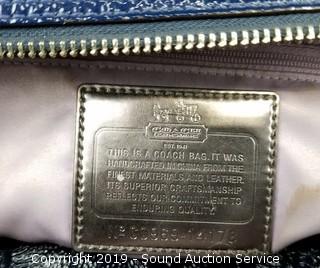 EST. 1941
THIS IS A COACH BAG. IT WAS
HANDCRAFTED IN CHINA FROM THE
FINEST MATERIALS AND LEATHER.
ITS SUPERIOR CRAFTSMANSHIP
REFLECTS OUR COMMITMENT TO
ENDURING QUALITY.
Copyright © 2019 - Sound Auction Service